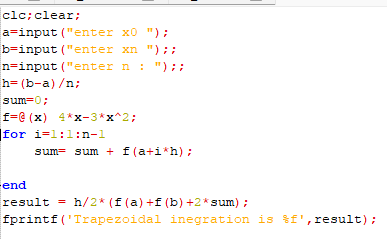 clc;clear;
a=input("enter x0 ");
b=input("enter xn ");;
n=input("enter n : ");;
h=(b-a)/n;
sum=0;
f=@(x) 4*x-3*x^2;
for i=1:1:n-1
sum= sum + f(a+i*h);
end
result = h/2*(f(a)+f(b)+2*sum);
fprintf('Trapezoidal inegration is %f',result);